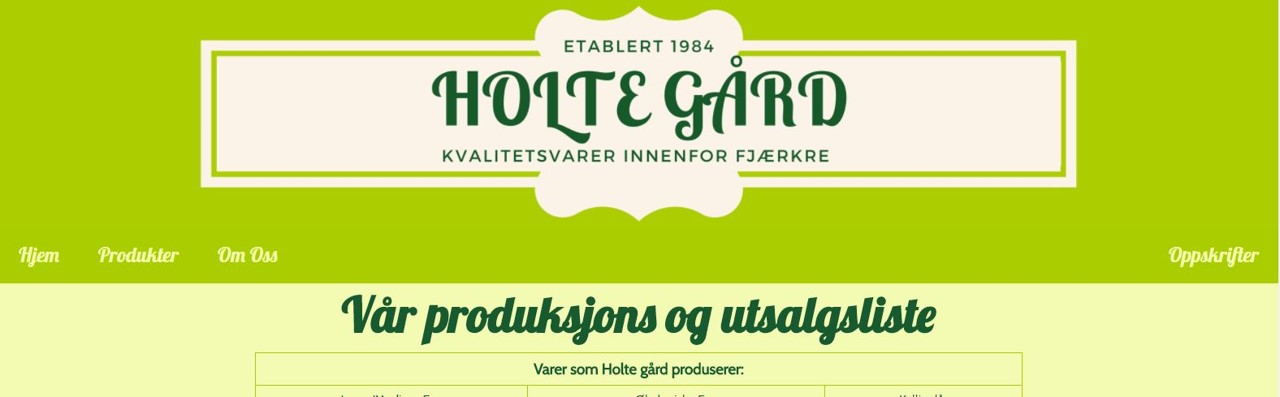 ETABLERT 1984
HOLTE GÅRD
KVALITETSVARER INNENFOR FJÆRKRE
Hjem Produkter Om Oss Oppskrifter
Vår produksjons og utsalgsliste
Varer som Holte gård produserer: